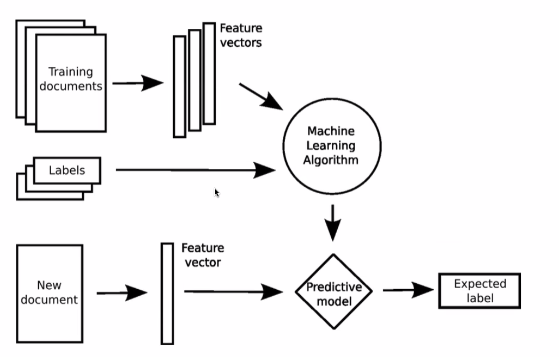 Feature
vectors
Training
documents
Machine
Learning
Algorithm
Labels
Feature
vector
New
document
Predictive
model
Expected
label